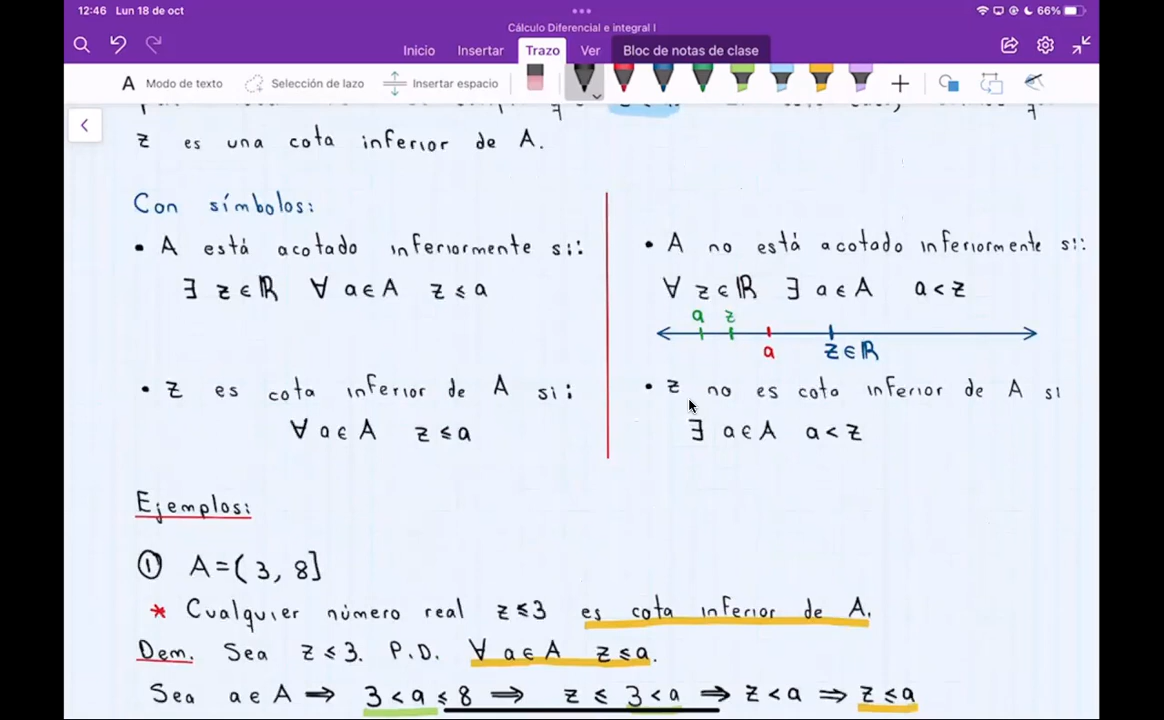 12:46 Lun 18 de oct
66%
Cálculo Diferencial e integral I
Inicio Insertar Trazo Ver Bloc de notas de clase
A Modo de texto Selección de lazo Insertar espacio
z es una cota inferior de A.
Con símbolos:
• A está acotado inferiormente si:
∃ z ∈ ℝ ∀ a ∈ A z ≤ a
• z es cota inferior de A si:
∀ a ∈ A z ≤ a
• A no está acotado inferiormente si:
∀ z ∈ ℝ ∃ a ∈ A a < z
a z
a z ∈ ℝ
• z no es cota inferior de A si
∃ a ∈ A a < z
Ejemplos:
① A = (3, 8]
* Cualquier número real z ≤ 3 es cota inferior de A.
Dem. Sea z ≤ 3. P.D. ∀ a ∈ A z ≤ a.
Sea a ∈ A ⟹ 3 < a ≤ 8 ⟹ z ≤ 3 < a ⟹ z < a ⟹ z ≤ a